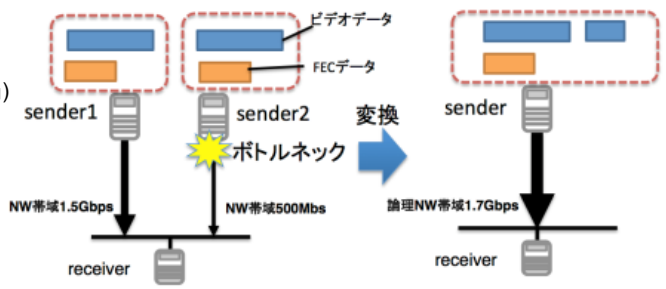 ビデオデータ
FECデータ
)
sender1
sender2
変換
sender
ボトルネック
NW帯域1.5Gbps
NW帯域500Mbs
論理NW帯域1.7Gbps
receiver
receiver